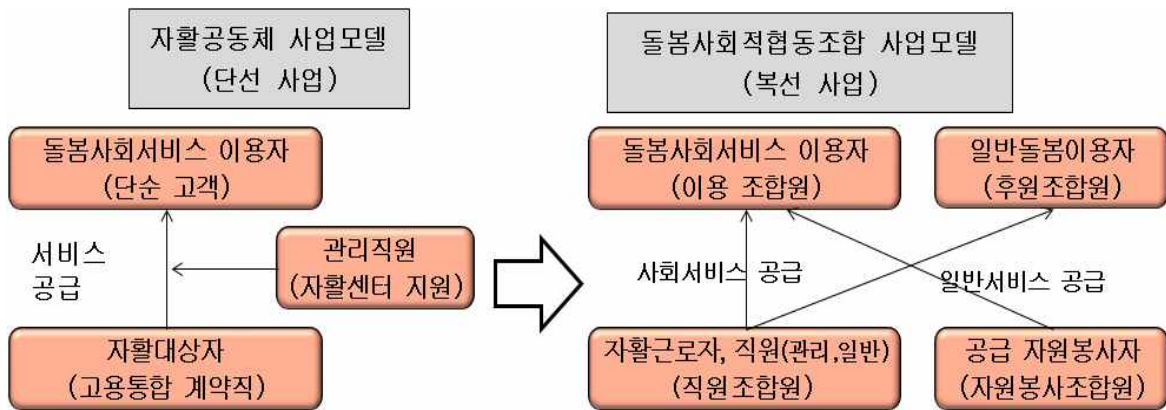 자활공동체 사업모델
(단선 사업)
돌봄사회서비스 이용자
(단순 고객)
서비스
공급
관리직원
(자활센터 지원)
자활대상자
(고용통합 계약직)
돌봄사회적협동조합 사업모델
(복선 사업)
돌봄사회서비스 이용자
(이용 조합원)
일반돌봄이용자
(후원조합원)
사회서비스 공급
일반서비스 공급
자활근로자, 직원(관리,일반)
(직원조합원)
공급 자원봉사자
(자원봉사조합원)